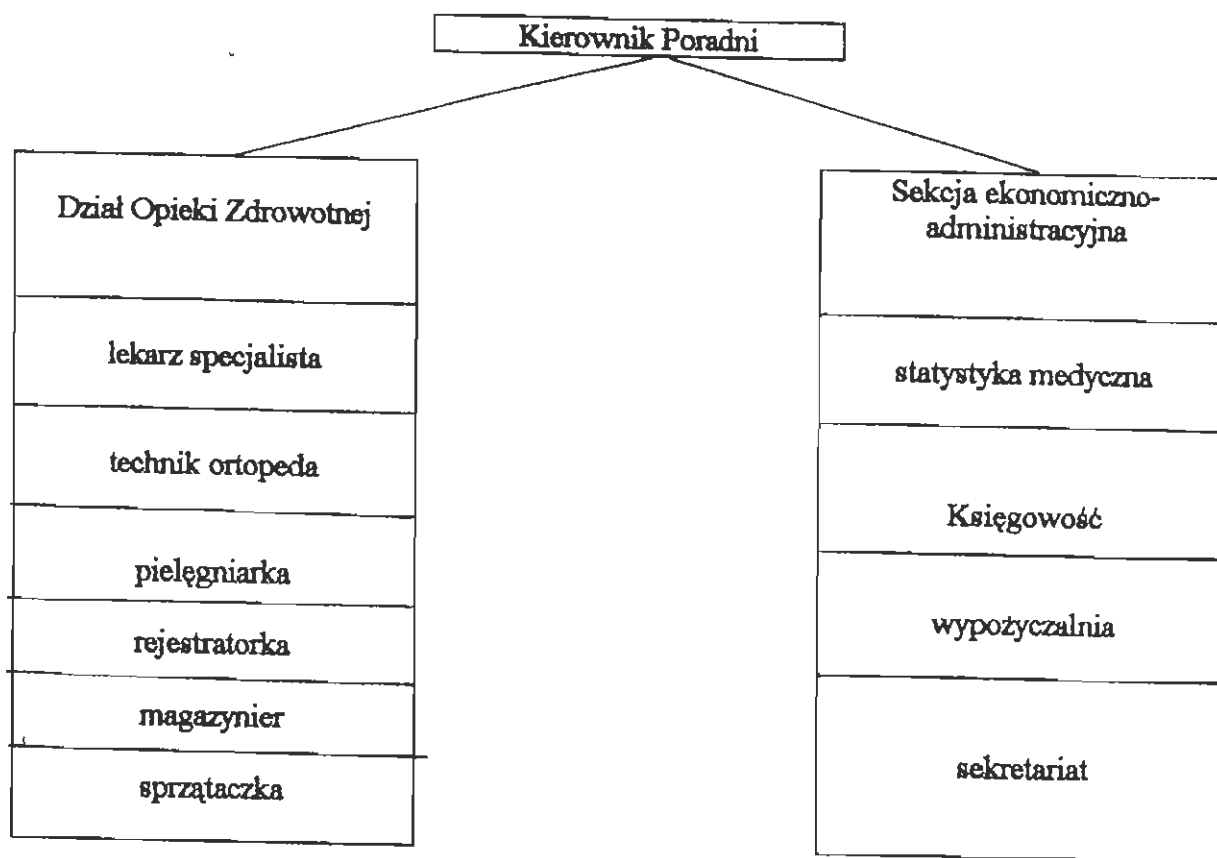 Kierownik Poradni
Dział Opieki Zdrowotnej
lekarz specjalista
technik ortopeda
pielęgniarka
rejestratorka
magazynier
sprzątaczka
Sekcja ekonomiczno-
administracyjna
statystyka medyczna
Księgowość
wypożyczalnia
sekretariat